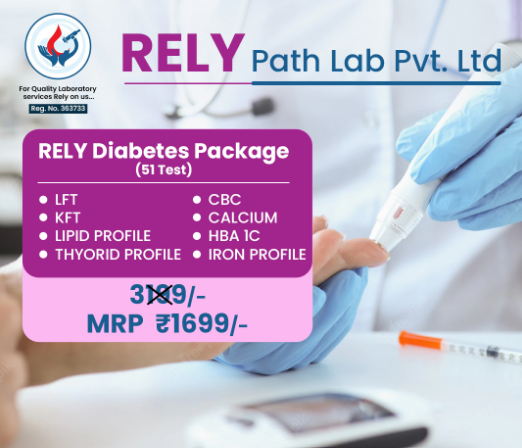 RELY Path Lab Pvt. Ltd
For Quality Laboratory
services Rely on us...
Reg. No. 363733
RELY Diabetes Package
(51 Test)
LFT
KFT
LIPID PROFILE
THYORID PROFILE
CBC
CALCIUM
HBA 1C
IRON PROFILE
3199/-
MRP ₹1699/-